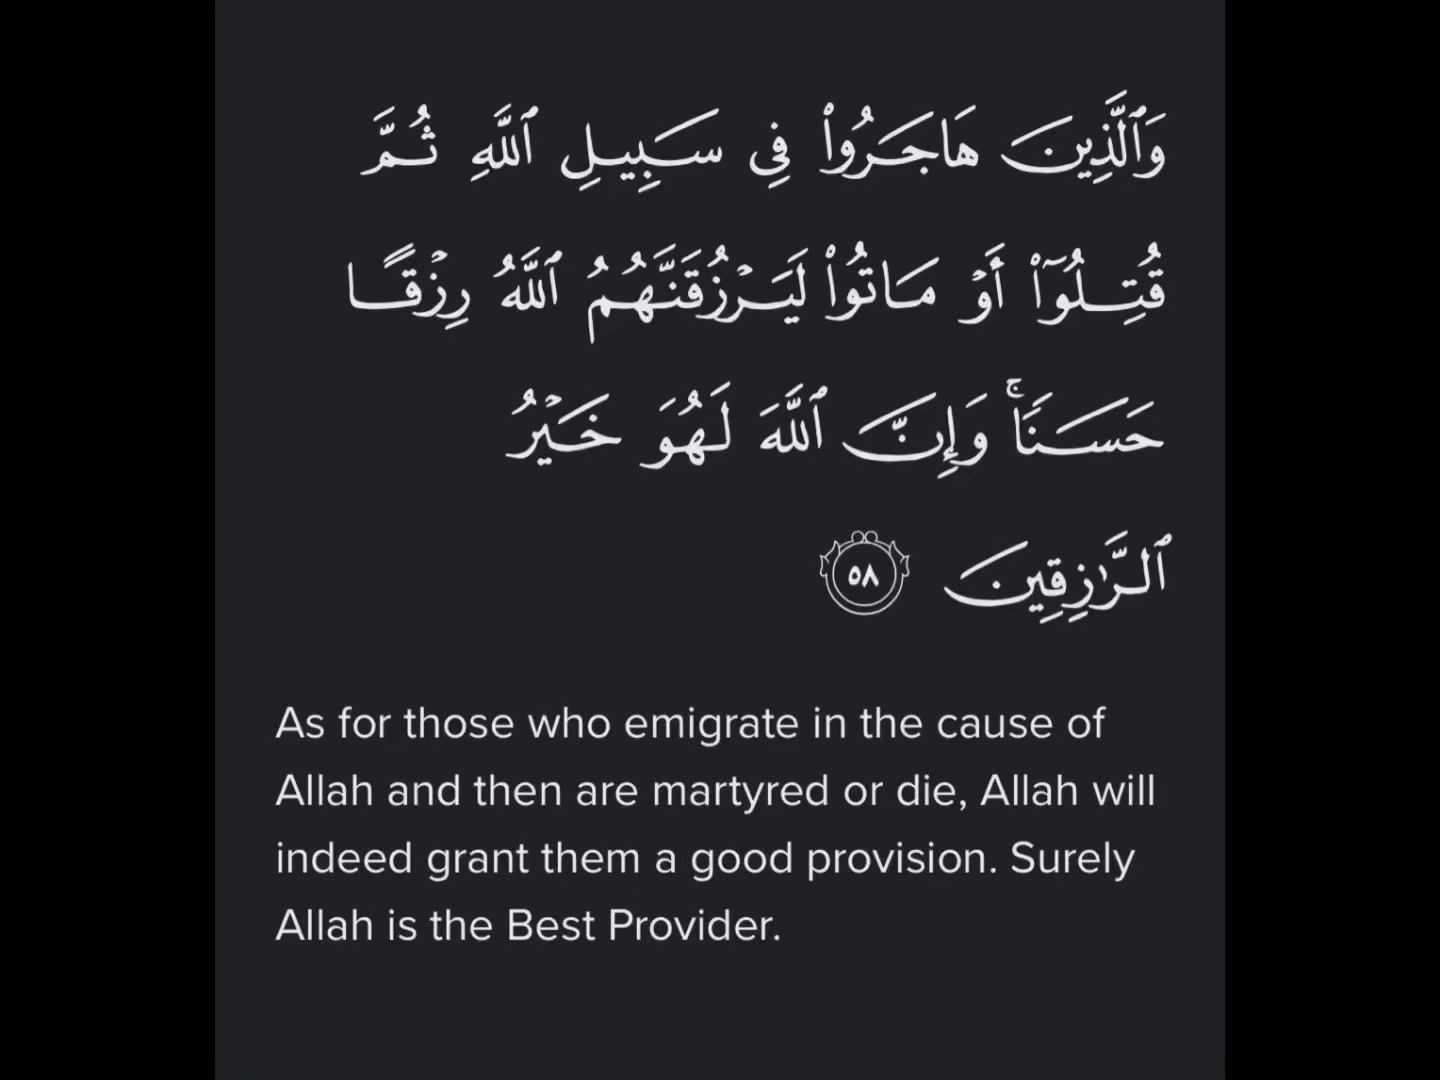 وَٱلَّذِينَ هَاجَرُوا۟ فِى سَبِيلِ ٱللَّهِ ثُمَّ
قُتِلُوٓا۟ أَوْ مَاتُوا۟ لَيَرْزُقَنَّهُمُ ٱللَّهُ رِزْقًا
حَسَنًا ۚ وَإِنَّ ٱللَّهَ لَهُوَ خَيْرُ
ٱلرَّٰزِقِينَ ٥٨
As for those who emigrate in the cause of
Allah and then are martyred or die, Allah will
indeed grant them a good provision. Surely
Allah is the Best Provider.